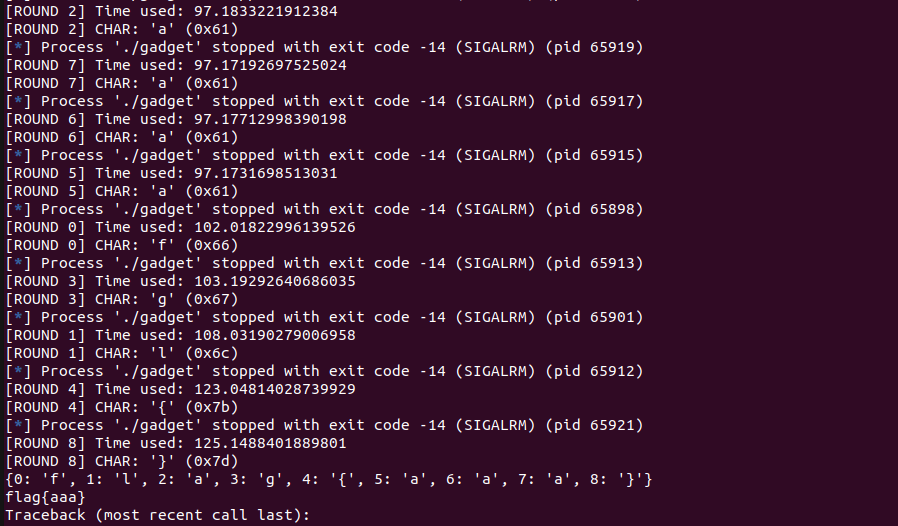 [ROUND 2] Time used: 97.1833221912384
[ROUND 2] CHAR: 'a' (0x61)
[*] Process './gadget' stopped with exit code -14 (SIGALRM) (pid 65919)
[ROUND 7] Time used: 97.17192697525024
[ROUND 7] CHAR: 'a' (0x61)
[*] Process './gadget' stopped with exit code -14 (SIGALRM) (pid 65917)
[ROUND 6] Time used: 97.17712998390198
[ROUND 6] CHAR: 'a' (0x61)
[*] Process './gadget' stopped with exit code -14 (SIGALRM) (pid 65915)
[ROUND 5] Time used: 97.1731698513031
[ROUND 5] CHAR: 'a' (0x61)
[*] Process './gadget' stopped with exit code -14 (SIGALRM) (pid 65898)
[ROUND 0] Time used: 102.01822996139526
[ROUND 0] CHAR: 'f' (0x66)
[*] Process './gadget' stopped with exit code -14 (SIGALRM) (pid 65913)
[ROUND 3] Time used: 103.19292640686035
[ROUND 3] CHAR: 'g' (0x67)
[*] Process './gadget' stopped with exit code -14 (SIGALRM) (pid 65901)
[ROUND 1] Time used: 108.03190279006958
[ROUND 1] CHAR: 'l' (0x6c)
[*] Process './gadget' stopped with exit code -14 (SIGALRM) (pid 65912)
[ROUND 4] Time used: 123.04814028739929
[ROUND 4] CHAR: '{' (0x7b)
[*] Process './gadget' stopped with exit code -14 (SIGALRM) (pid 65921)
[ROUND 8] Time used: 125.1488401889801
[ROUND 8] CHAR: '}' (0x7d)
{0: 'f', 1: 'l', 2: 'a', 3: 'g', 4: '{', 5: 'a', 6: 'a', 7: 'a', 8: '}'}
flag{aaa}
Traceback (most recent call last):